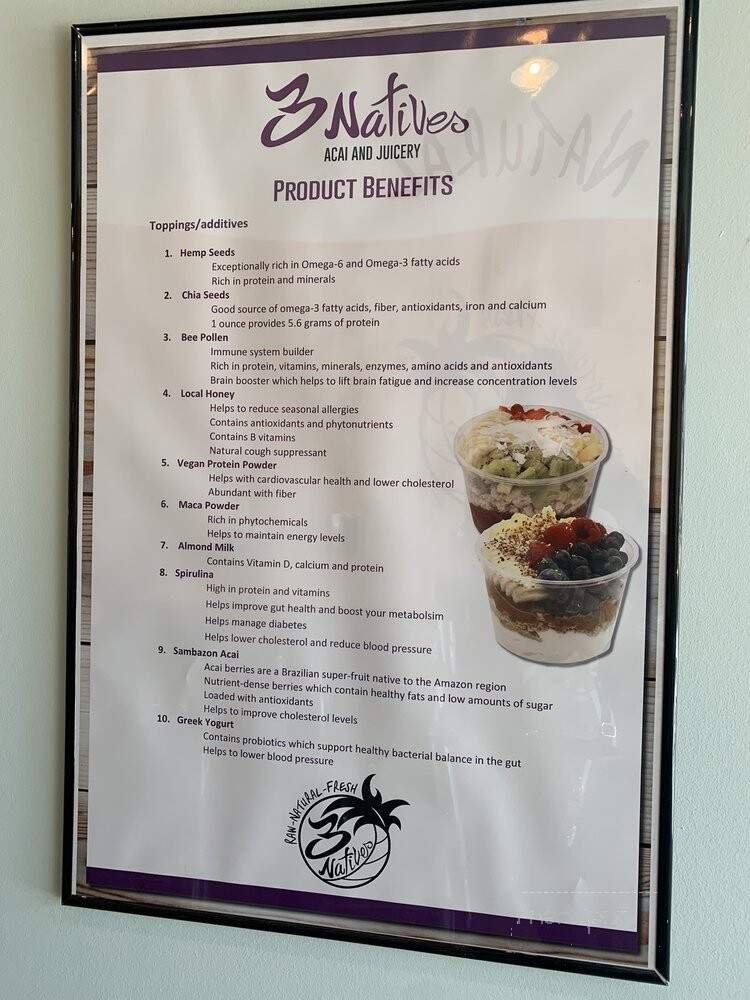 3 Natives
ACAI AND JUICERY
PRODUCT BENEFITS
NATURAL
Toppings/additives
1. Hemp Seeds
Exceptionally rich in Omega-6 and Omega-3 fatty acids
Rich in protein and minerals
2. Chia Seeds
Good source of omega-3 fatty acids, fiber, antioxidants, iron and calcium
1 ounce provides 5.6 grams of protein
3. Bee Pollen
Immune system builder
Rich in protein, vitamins, minerals, enzymes, amino acids and antioxidants
Brain booster which helps to lift brain fatigue and increase concentration levels
4. Local Honey
Helps to reduce seasonal allergies
Contains antioxidants and phytonutrients
Contains B vitamins
Natural cough suppressant
5. Vegan Protein Powder
Helps with cardiovascular health and lower cholesterol
Abundant with fiber
6. Maca Powder
Rich in phytochemicals
Helps to maintain energy levels
7. Almond Milk
Contains Vitamin D, calcium and protein
8. Spirulina
High in protein and vitamins
Helps improve gut health and boost your metabolsim
Helps manage diabetes
Helps lower cholesterol and reduce blood pressure
9. Sambazon Acai
Acai berries are a Brazilian super-fruit native to the Amazon region
Nutrient-dense berries which contain healthy fats and low amounts of sugar
Loaded with antioxidants
Helps to improve cholesterol levels
10. Greek Yogurt
Contains probiotics which support healthy bacterial balance in the gut
Helps to lower blood pressure
RAW-NATURAL-FRESH
3
Natives